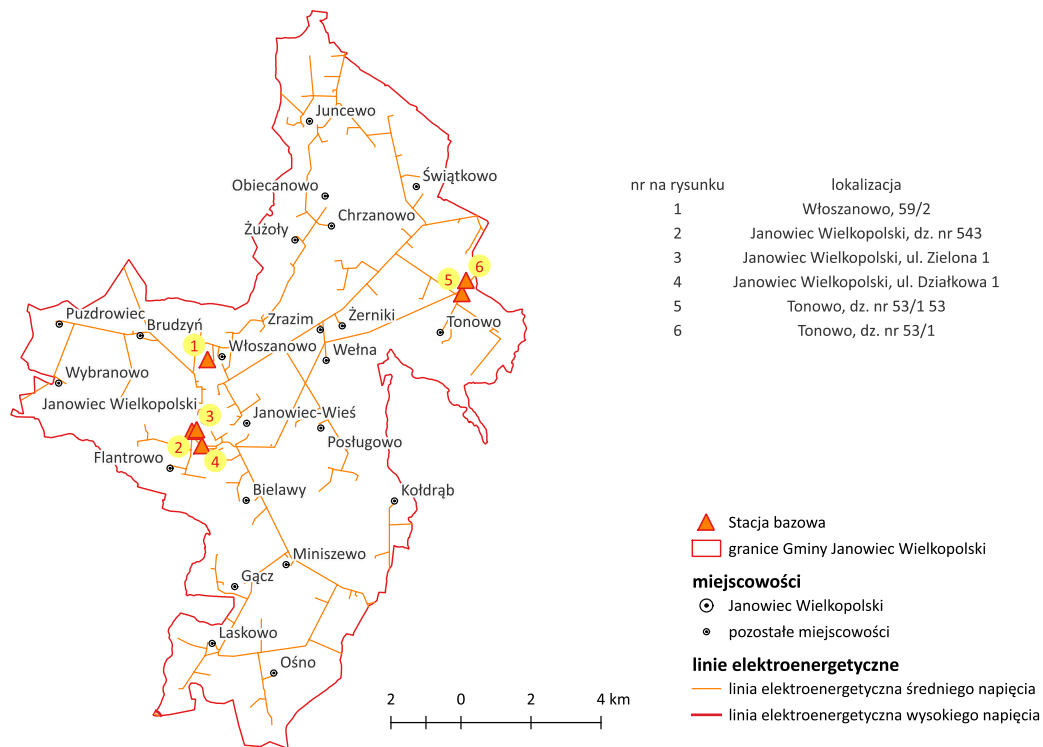 Juncewo
Świątkowo
Obiecanowo
Chrzanowo
Żużoły
6
5
Puzdrowiec
Brudzyń
Zrazim
Żerniki
Tonowo
1
Włoszanowo
Wełna
Wybranowo
Janowiec Wielkopolski
3
Janowiec-Wieś
Posługowo
2
4
Flantrowo
Bielawy
Kołdrąb
Miniszewo
Gącz
Laskowo
Ośno
nr na rysunku lokalizacja
1 Włoszanowo, 59/2
2 Janowiec Wielkopolski, dz. nr 543
3 Janowiec Wielkopolski, ul. Zielona 1
4 Janowiec Wielkopolski, ul. Działkowa 1
5 Tonowo, dz. nr 53/1 53
6 Tonowo, dz. nr 53/1
Stacja bazowa
granice Gminy Janowiec Wielkopolski
miejscowości
Janowiec Wielkopolski
pozostałe miejscowości
linie elektroenergetyczne
linia elektroenergetyczna średniego napięcia
linia elektroenergetyczna wysokiego napięcia
2 0 2 4 km